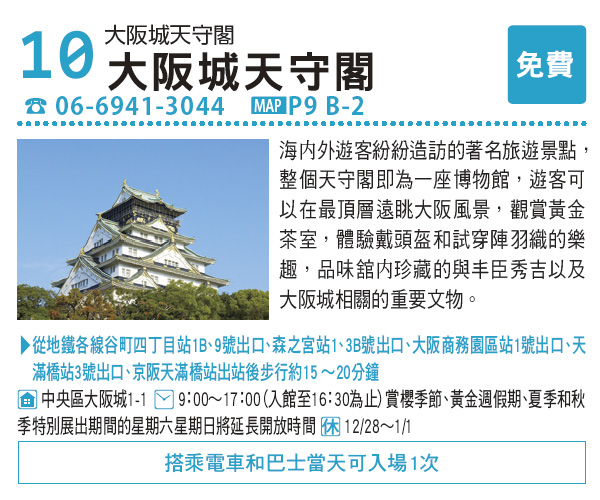 10
大阪城天守閣
大阪城天守閣
免費
☎ 06-6941-3044 MAP P9 B-2
海內外遊客紛紛造訪的著名旅遊景點，
整個天守閣即為一座博物館，遊客可
以在最頂層遠眺大阪風景，觀賞黃金
茶室，體驗戴頭盔和試穿陣羽織的樂
趣，品味館內珍藏的與丰臣秀吉以及
大阪城相關的重要文物。
▶從地鐵各線谷町四丁目站1B、9號出口、森之宮站1、3B號出口、大阪商務園區站1號出口、天
滿橋站3號出口、京阪天滿橋站出站後步行約15～20分鐘
中央區大阪城1-1 9:00～17:00（入館至16:30為止）賞櫻季節、黃金週假期、夏季和秋
季特別展出期間的星期六星期日將延長開放時間 休 12/28～1/1
搭乘電車和巴士當天可入場1次